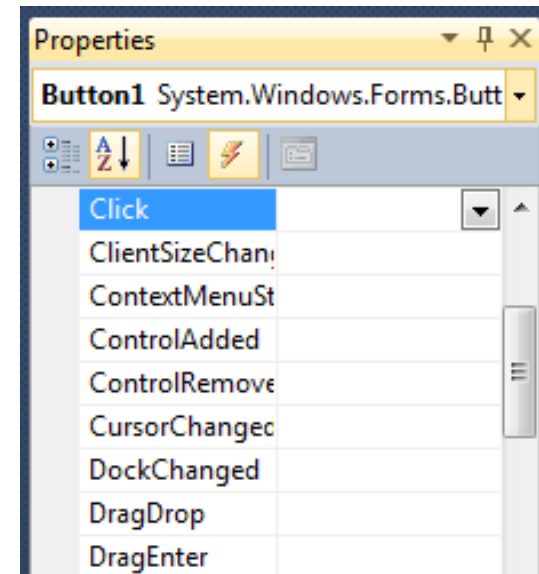 Properties
Button1 System.Windows.Forms.Butt
A
Z
Click
ClientSizeChan
ContextMenuSt
ControlAdded
ControlRemove
CursorChanged
DockChanged
DragDrop
DragEnter